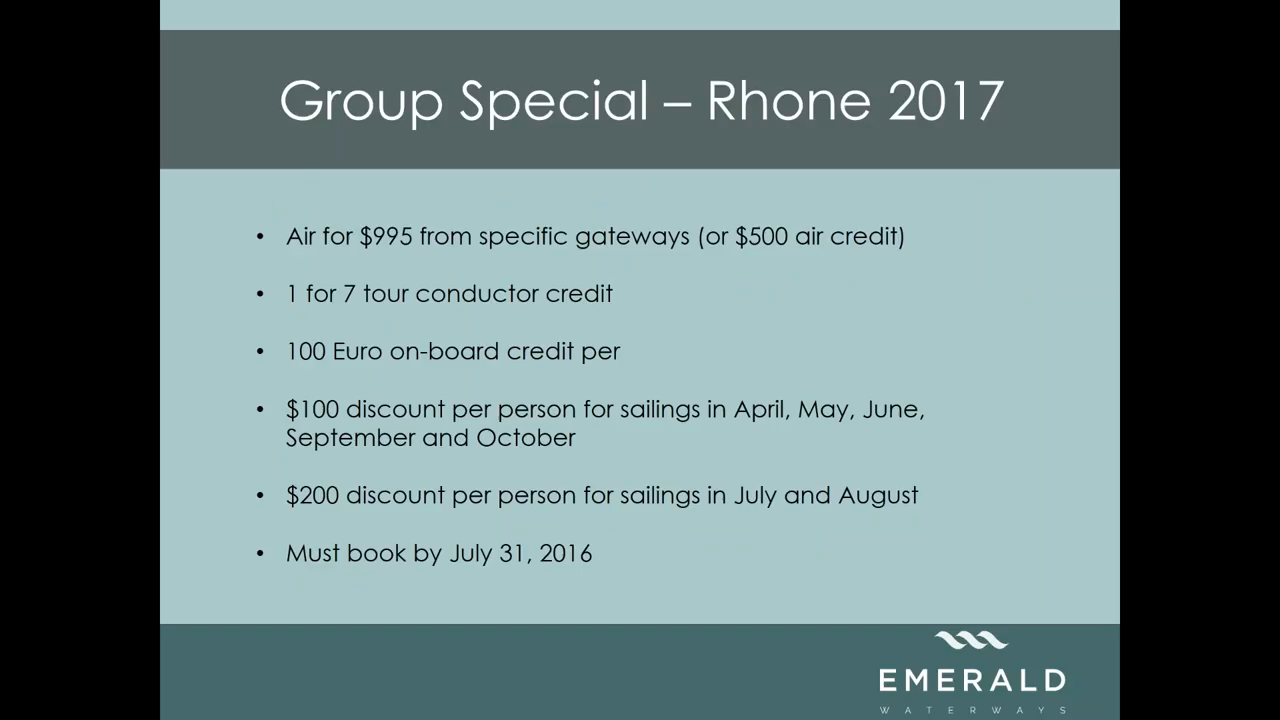 Group Special – Rhone 2017
• Air for $995 from specific gateways (or $500 air credit)
• 1 for 7 tour conductor credit
• 100 Euro on-board credit per
• $100 discount per person for sailings in April, May, June,
September and October
• $200 discount per person for sailings in July and August
• Must book by July 31, 2016
EMERALD
WATERWAYS